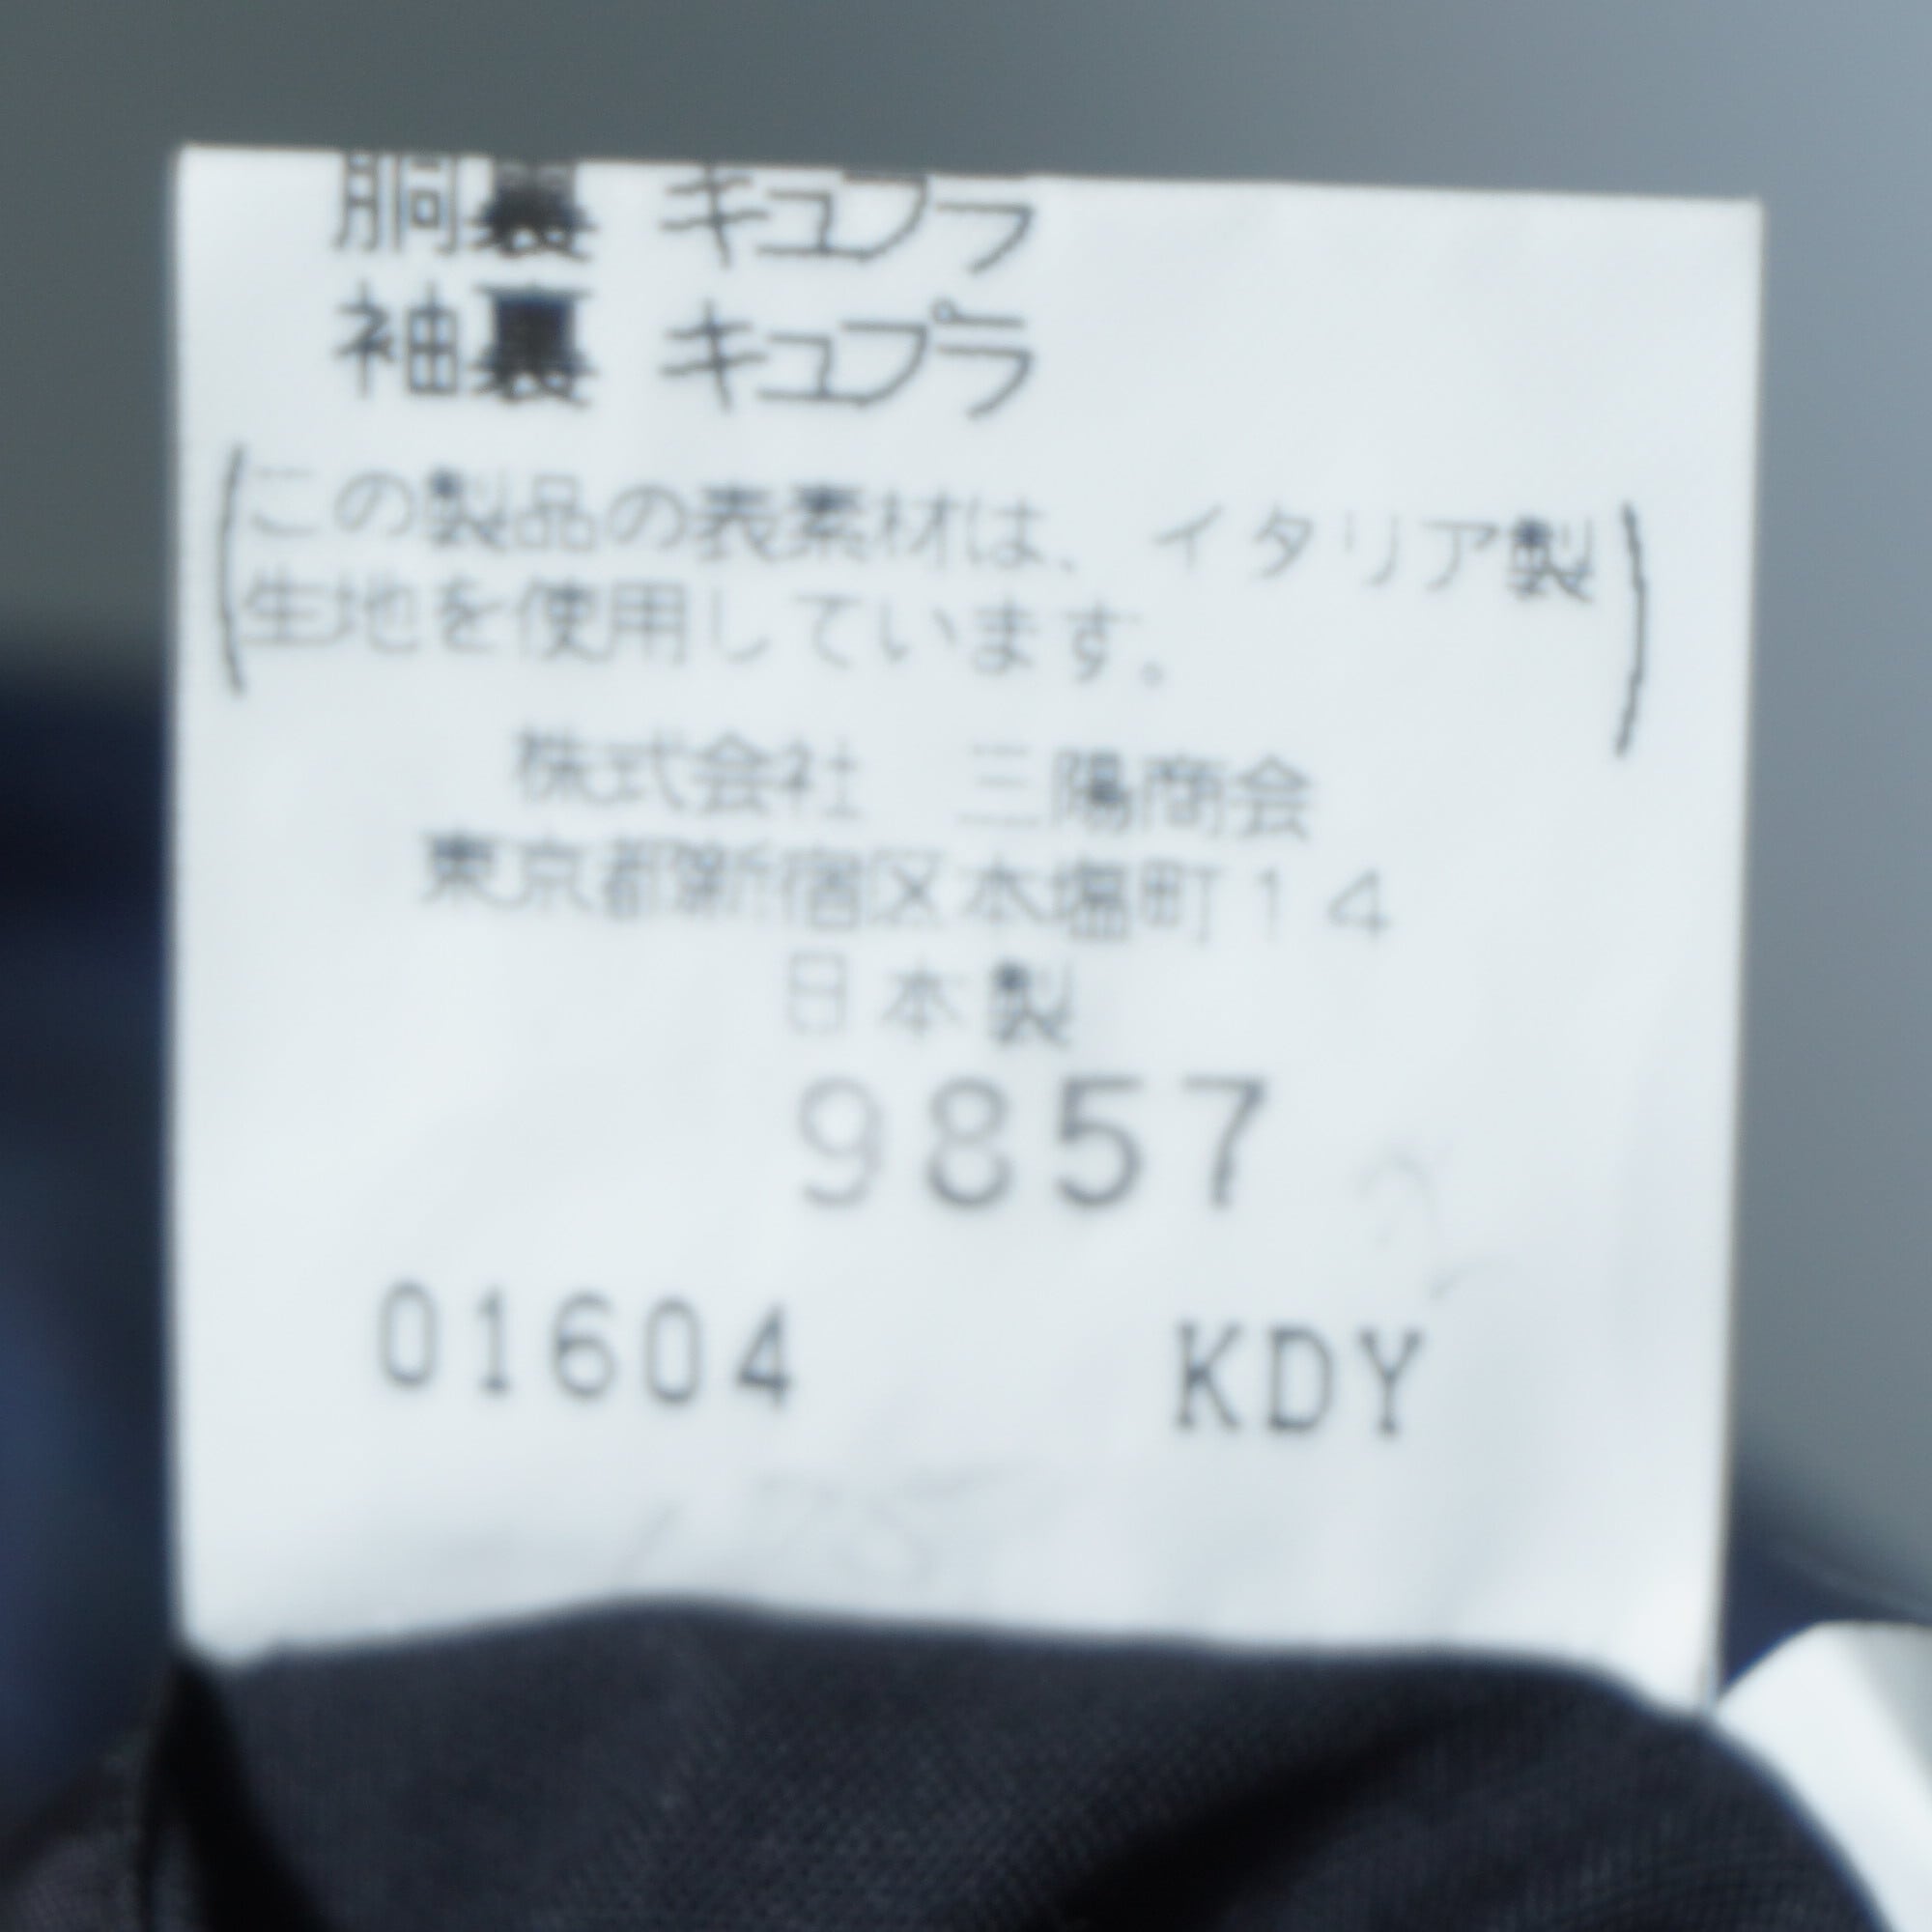 胴裏 キュプラ
袖裏 キュプラ
(この製品の表素材は、イタリア製
生地を使用しています。)
株式会社 三陽商会
東京都新宿区本塩町14
日本製
9857
01604 KDY